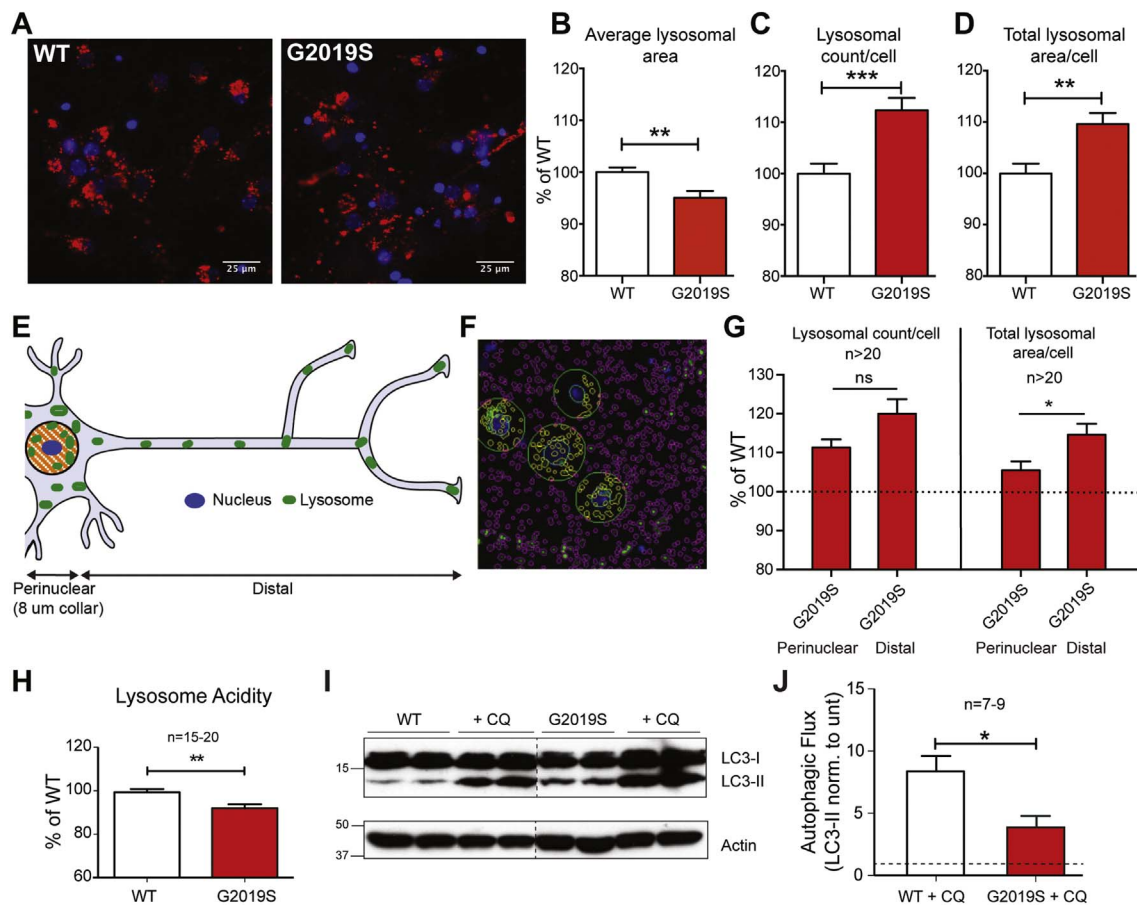 A
WT
G2019S
25 µm
25 µm
B
Average lysosomal
area
% of WT
120
110
100
90
80
**
WT
G2019S
C
Lysosomal
count/cell
120
110
100
90
80
***
WT
G2019S
D
Total lysosomal
area/cell
120
110
100
90
80
**
WT
G2019S
E
Nucleus
Lysosome
Perinuclear
(8 um collar)
Distal
F
G
Lysosomal count/cell
n>20
ns
Total lysosomal
area/cell
n>20
*
% of WT
130
120
110
100
90
80
G2019S
G2019S
G2019S
G2019S
Perinuclear
Distal
Perinuclear
Distal
H
Lysosome Acidity
n=15-20
**
% of WT
120
100
80
60
WT
G2019S
I
WT
+ CQ
G2019S
+ CQ
15
LC3-I
LC3-II
50
37
Actin
J
n=7-9
*
Autophagic Flux
(LC3-II norm. to unt)
15
10
5
0
WT + CQ
G2019S + CQ